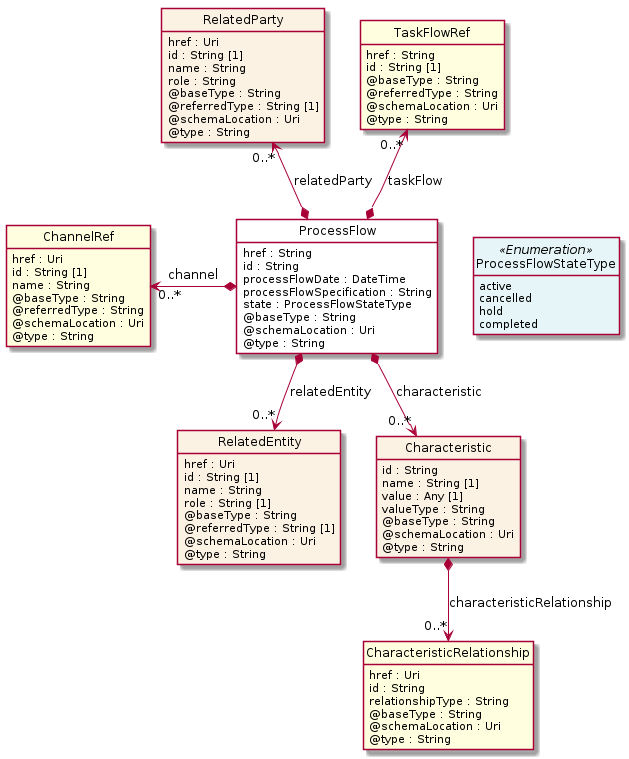 RelatedParty
href : Uri
id : String [1]
name : String
role : String
@baseType : String
@referredType : String [1]
@schemaLocation : Uri
@type : String
TaskFlowRef
href : String
id : String [1]
@baseType : String
@referredType : String
@schemaLocation : Uri
@type : String
0..*
0..*
relatedParty
taskFlow
ChannelRef
href : Uri
id : String [1]
name : String
@baseType : String
@referredType : String
@schemaLocation : Uri
@type : String
channel
0..*
ProcessFlow
href : String
id : String
processFlowDate : DateTime
processFlowSpecification : String
state : ProcessFlowStateType
@baseType : String
@schemaLocation : Uri
@type : String
«Enumeration»
ProcessFlowStateType
active
cancelled
hold
completed
relatedEntity
characteristic
0..*
0..*
RelatedEntity
href : Uri
id : String [1]
name : String
role : String [1]
@baseType : String
@referredType : String [1]
@schemaLocation : Uri
@type : String
Characteristic
id : String
name : String [1]
value : Any [1]
valueType : String
@baseType : String
@schemaLocation : Uri
@type : String
characteristicRelationship
0..*
CharacteristicRelationship
href : Uri
id : String
relationshipType : String
@baseType : String
@schemaLocation : Uri
@type : String